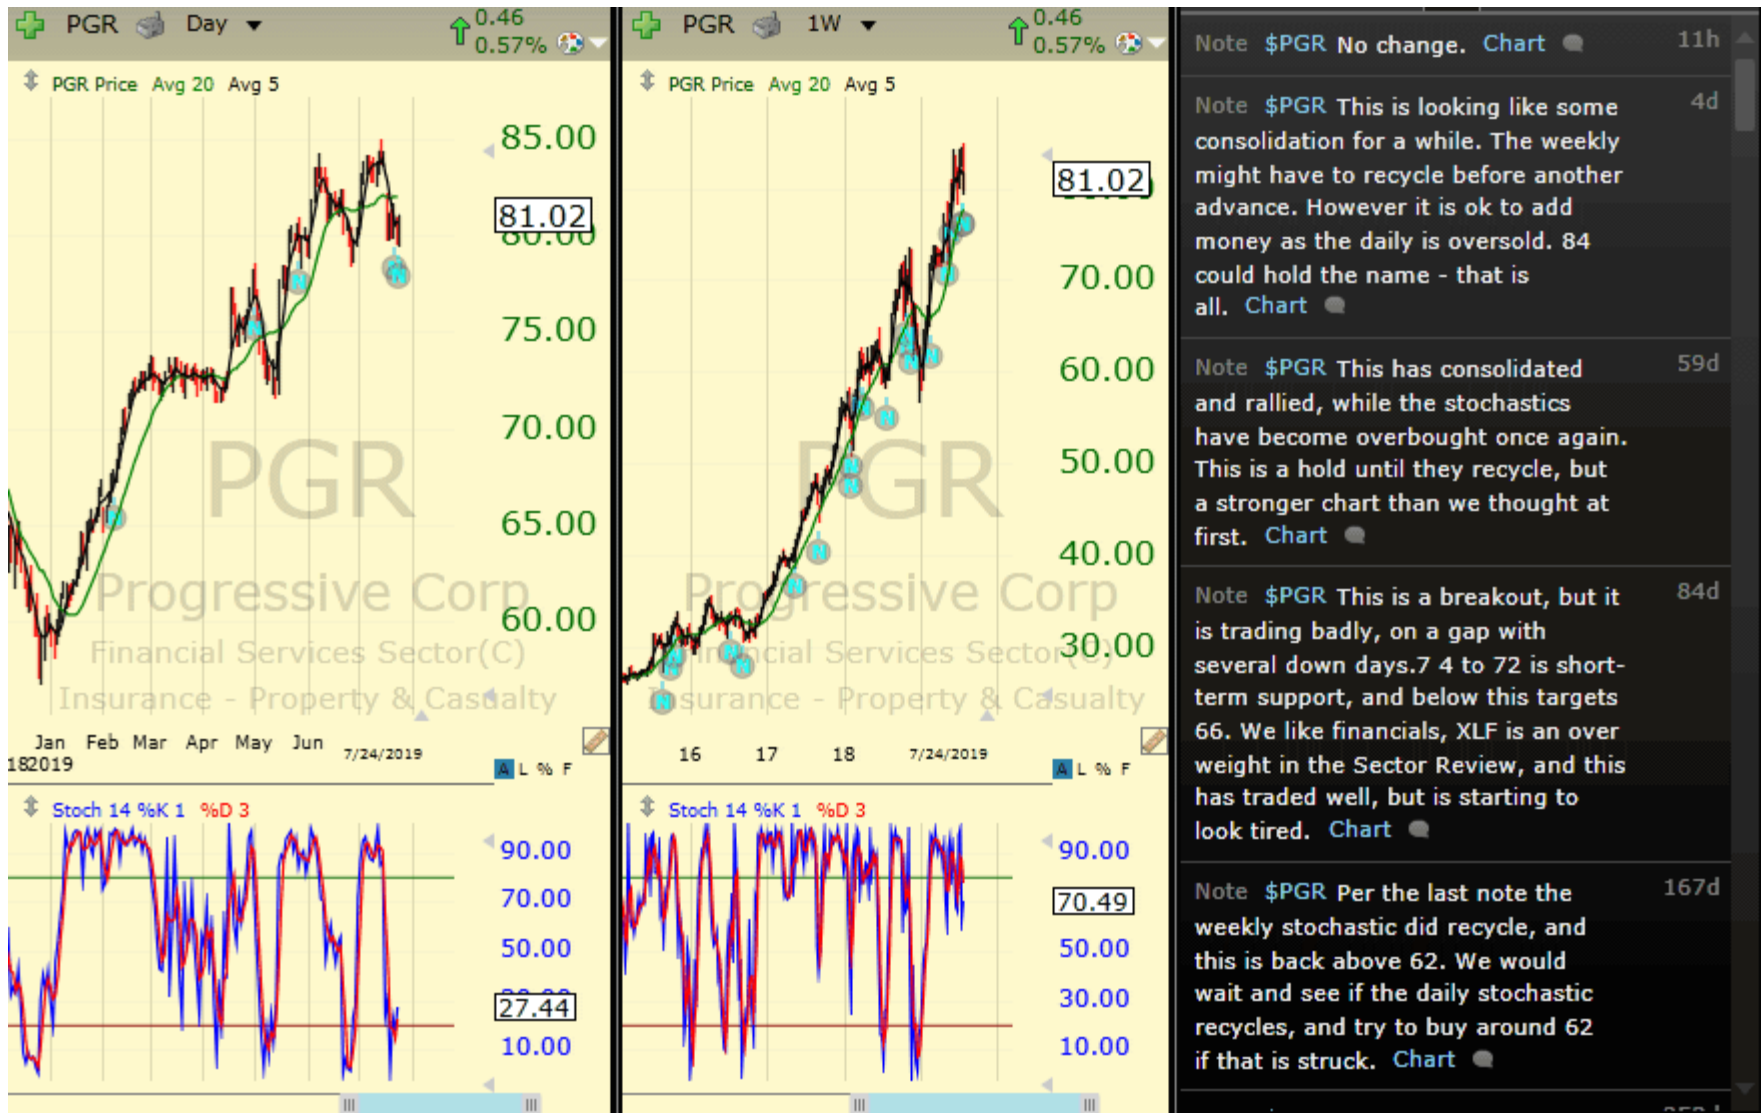 PGR Day 0.46
0.57%
PGR Price Avg 20 Avg 5
85.00
81.02
80.00
75.00
70.00
65.00
60.00
PGR
Progressive Corp
Financial Services Sector(C)
Insurance - Property & Casualty
Jan Feb Mar Apr May Jun 7/24/2019
182019
A L % F
Stoch 14 %K 1 %D 3
90.00
70.00
50.00
27.44
10.00
PGR 1W 0.46
0.57%
PGR Price Avg 20 Avg 5
81.02
70.00
60.00
50.00
40.00
30.00
PGR
Progressive Corp
Financial Services Sector(C)
Insurance - Property & Casualty
16 17 18 7/24/2019
A L % F
Stoch 14 %K 1 %D 3
90.00
70.49
50.00
30.00
10.00
Note $PGR No change. Chart 11h
Note $PGR This is looking like some 4d
consolidation for a while. The weekly
might have to recycle before another
advance. However it is ok to add
money as the daily is oversold. 84
could hold the name - that is
all. Chart
Note $PGR This has consolidated 59d
and rallied, while the stochastics
have become overbought once again.
This is a hold until they recycle, but
a stronger chart than we thought at
first. Chart
Note $PGR This is a breakout, but it 84d
is trading badly, on a gap with
several down days.7 4 to 72 is short-
term support, and below this targets
66. We like financials, XLF is an over
weight in the Sector Review, and this
has traded well, but is starting to
look tired. Chart
Note $PGR Per the last note the 167d
weekly stochastic did recycle, and
this is back above 62. We would
wait and see if the daily stochastic
recycles, and try to buy around 62
if that is struck. Chart